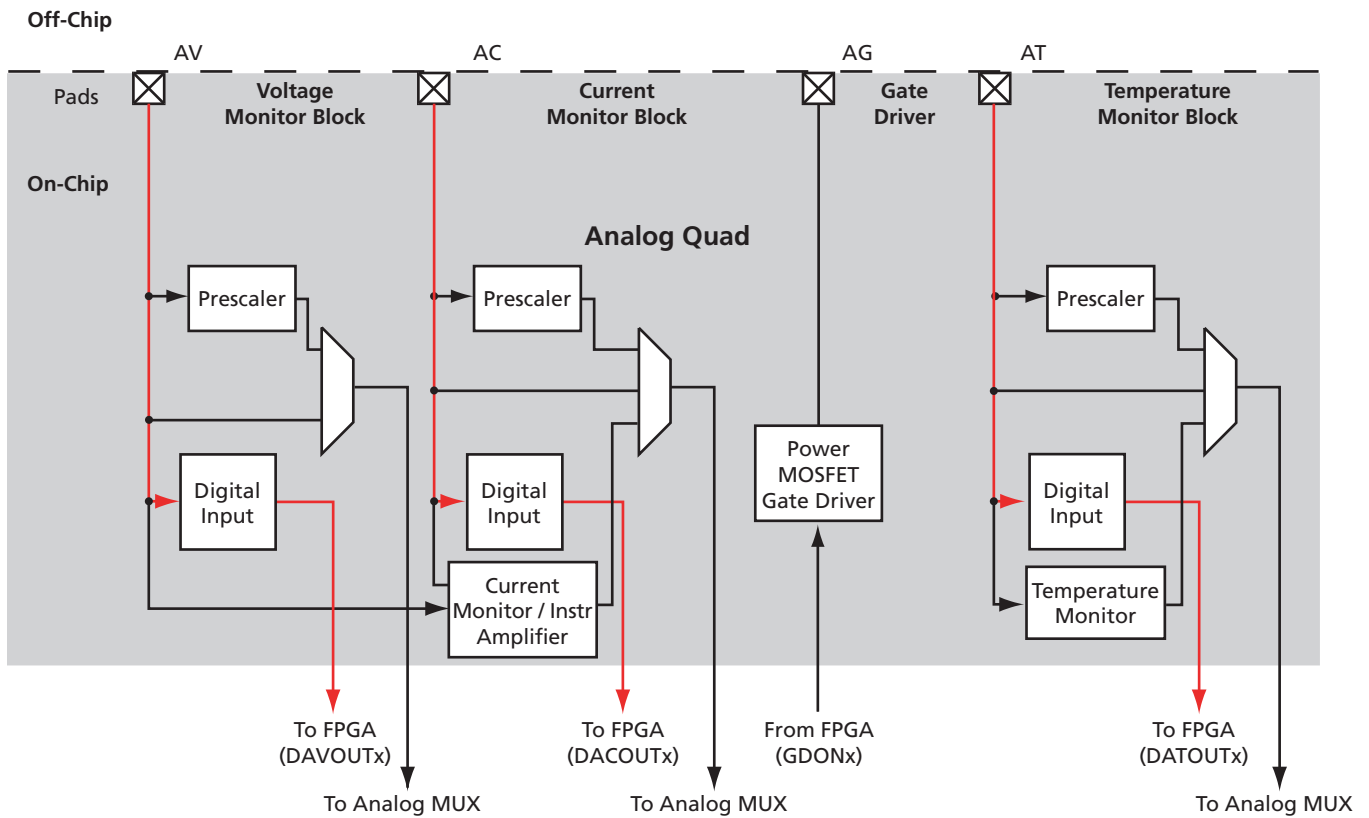 Off-Chip
AV
AC
AG
AT
Pads
Voltage
Monitor Block
Current
Monitor Block
Gate
Driver
Temperature
Monitor Block
On-Chip
Analog Quad
Prescaler
Prescaler
Prescaler
Digital
Input
Digital
Input
Power
MOSFET
Gate Driver
Digital
Input
Current
Monitor / Instr
Amplifier
Temperature
Monitor
To FPGA
(DAVOUTx)
To FPGA
(DACOUTx)
From FPGA
(GDONx)
To FPGA
(DATOUTx)
To Analog MUX
To Analog MUX
To Analog MUX